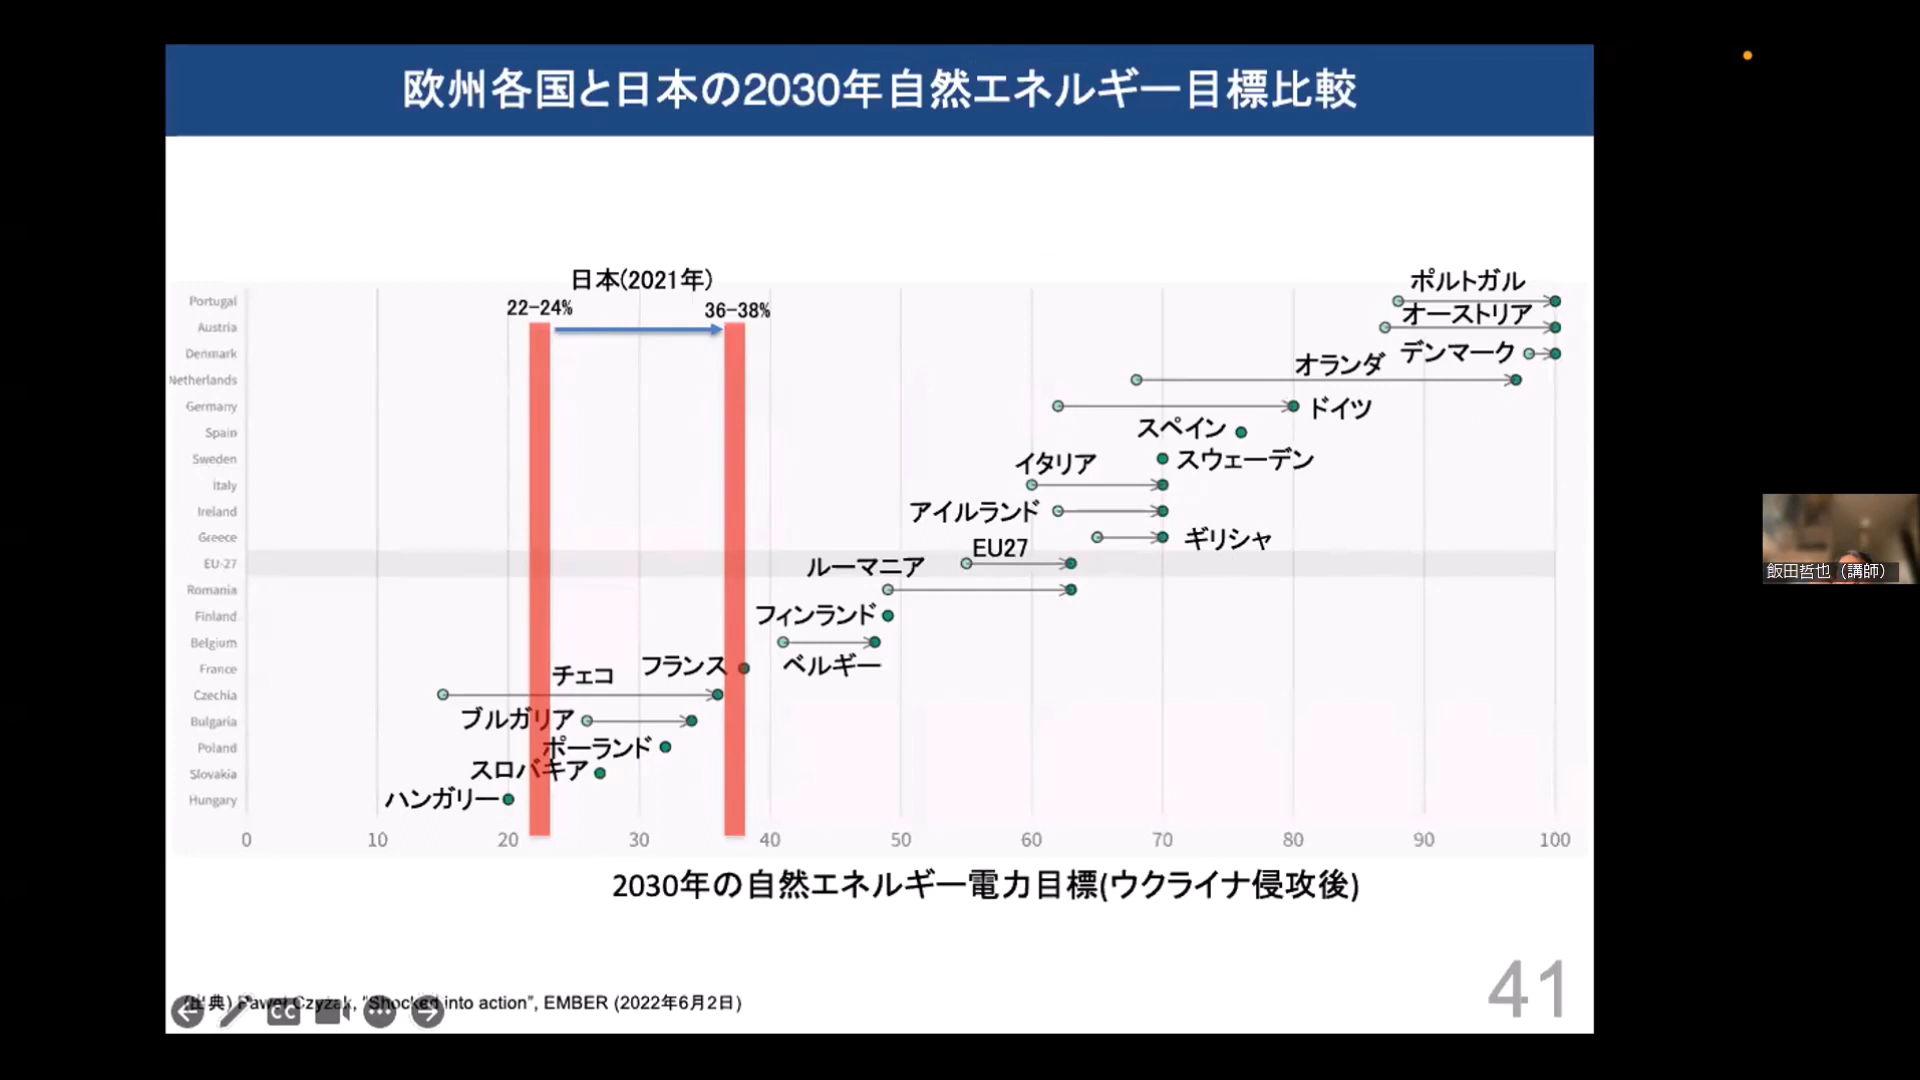 欧州各国と日本の2030年自然エネルギー目標比較
日本(2021年)
22−24%
36−38%
Portugal
ポルトガル
Austria
オーストリア
Denmark
デンマーク
Netherlands
オランダ
Germany
ドイツ
Spain
スペイン
Sweden
スウェーデン
Italy
イタリア
Ireland
アイルランド
Greece
ギリシャ
EU-27
EU27
Romania
ルーマニア
Finland
フィンランド
Belgium
ベルギー
France
フランス
Czechia
チェコ
Bulgaria
ブルガリア
Poland
ポーランド
Slovakia
スロバキア
Hungary
ハンガリー
0 10 20 30 40 50 60 70 80 90 100
2030年の自然エネルギー電力目標(ウクライナ侵攻後)
(出典) Paweł Czyżak, “Shocked into action”, EMBER (2022年6月2日)
CC
41
飯田哲也（講師）